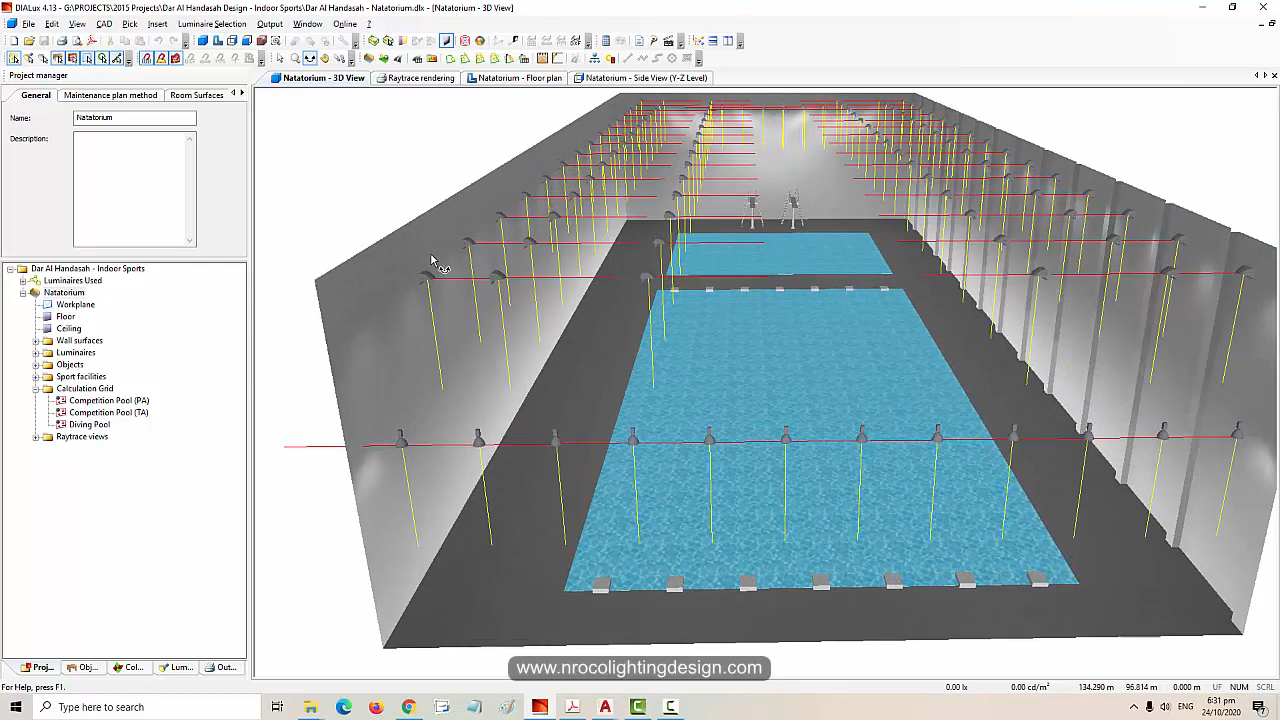 DIALux 4.13 - G:\PROJECTS\2015 Projects\Dar Al Handasah Design - Indoor Sports\Dar Al Handasah - Natatorium.dlx - [Natatorium - 3D View]
File Edit View CAD Pick Insert Luminaire Selection Output Window Online ?
Project manager
General Maintenance plan method Room Surfaces
Name: Natatorium
Description:
Dar Al Handasah - Indoor Sports
Luminaires Used
Natatorium
Workplane
Floor
Ceiling
Wall surfaces
Luminaires
Objects
Sport facilities
Calculation Grid
Competition Pool (PA)
Competition Pool (TA)
Diving Pool
Raytrace views
Natatorium - 3D View Raytrace rendering Natatorium - Floor plan Natatorium - Side View (Y-Z Level)
Proj... Obj... Col... Lum... Out...
www.nrocolightingdesign.com
For Help, press F1. 0.00 lx 0.00 cd/m² 134.290 m 95.814 m 0.000 m UF NUM SCRL
Type here to search
ENG 6:31 pm
24/10/2020